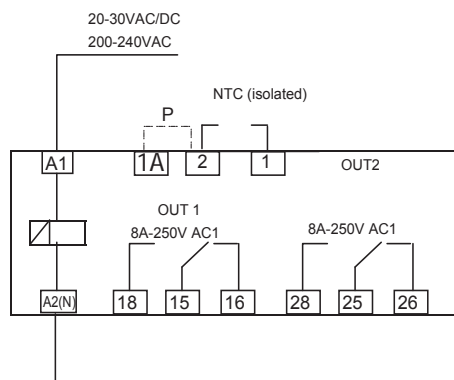 20-30VAC/DC
200-240VAC
NTC (isolated)
P
A1
1A
2
1
OUT2
OUT 1
8A-250V AC1
8A-250V AC1
A2(N)
18
15
16
28
25
26